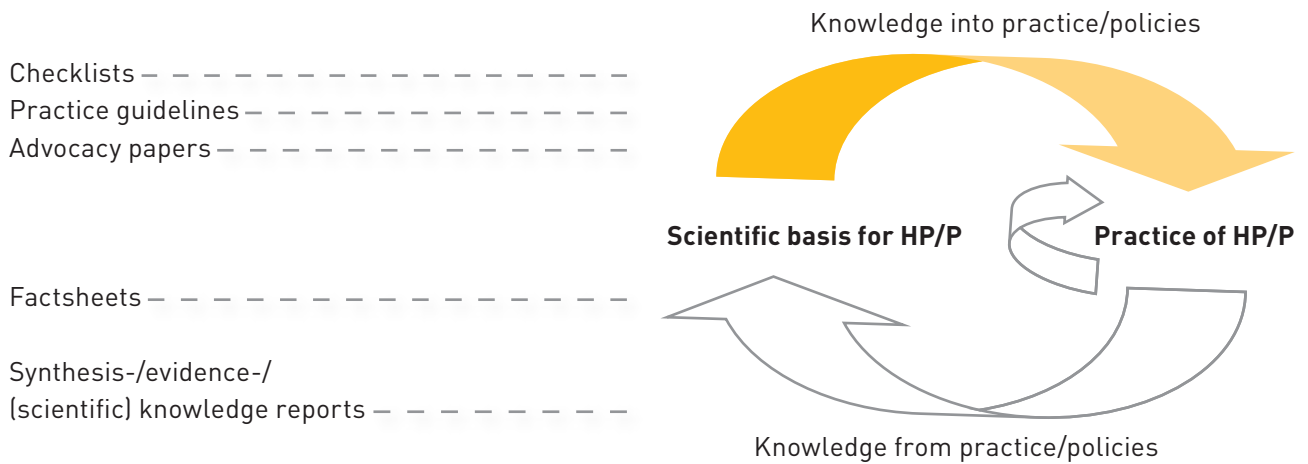 Knowledge into practice/policies
Checklists
Practice guidelines
Advocacy papers
Scientific basis for HP/P
Practice of HP/P
Factsheets
Synthesis-/evidence-/
(scientific) knowledge reports
Knowledge from practice/policies